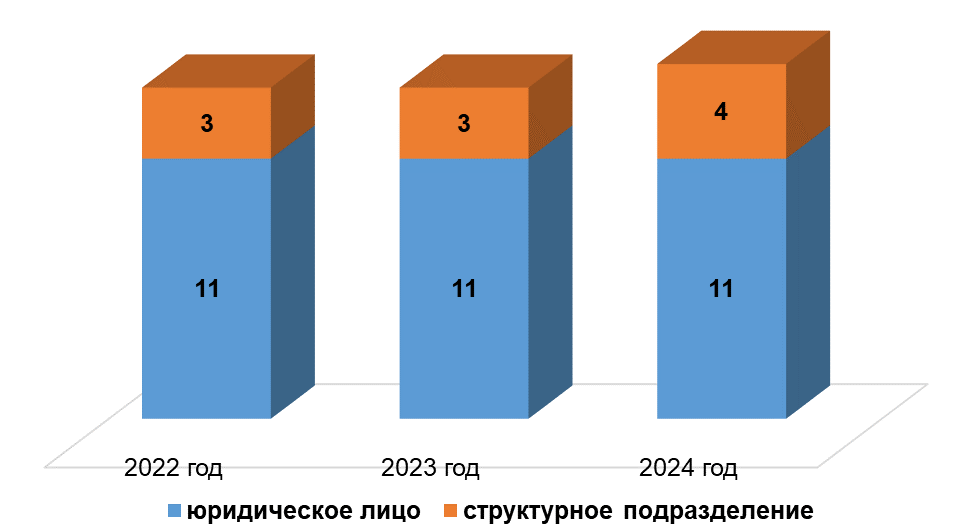 3 3 4
11 11 11
2022 год 2023 год 2024 год
юридическое лицо структурное подразделение